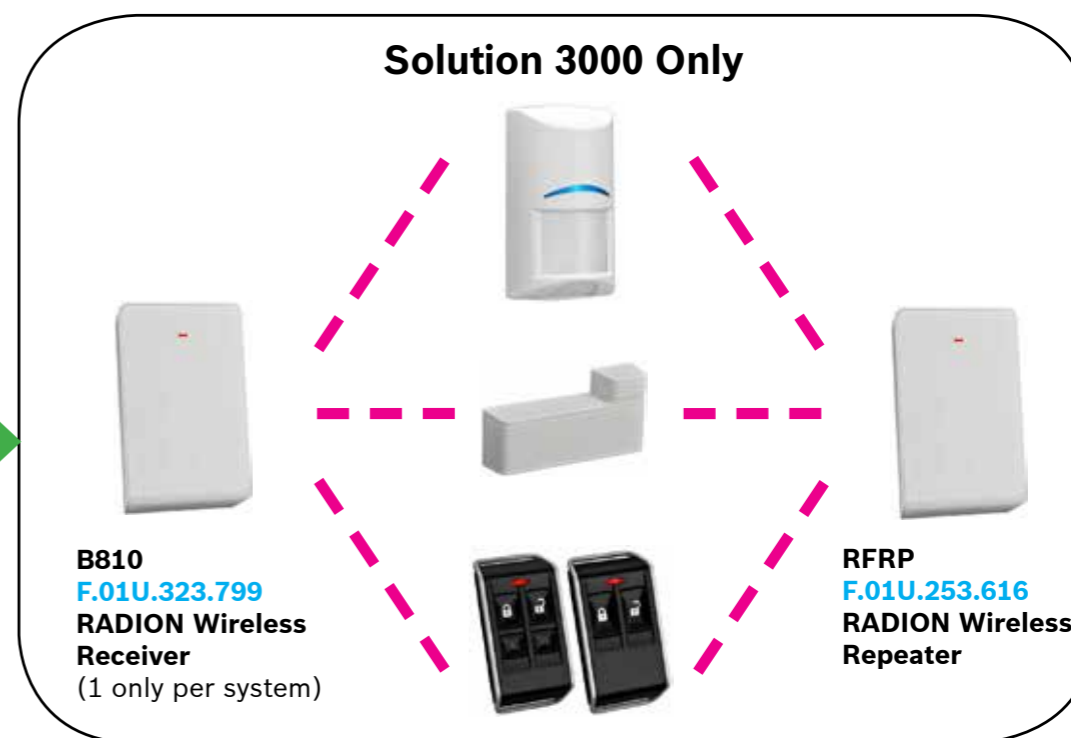 Solution 3000 Only
B810
F.01U.323.799
RADION Wireless
Receiver
(1 only per system)
RFRP
F.01U.253.616
RADION Wireless
Repeater